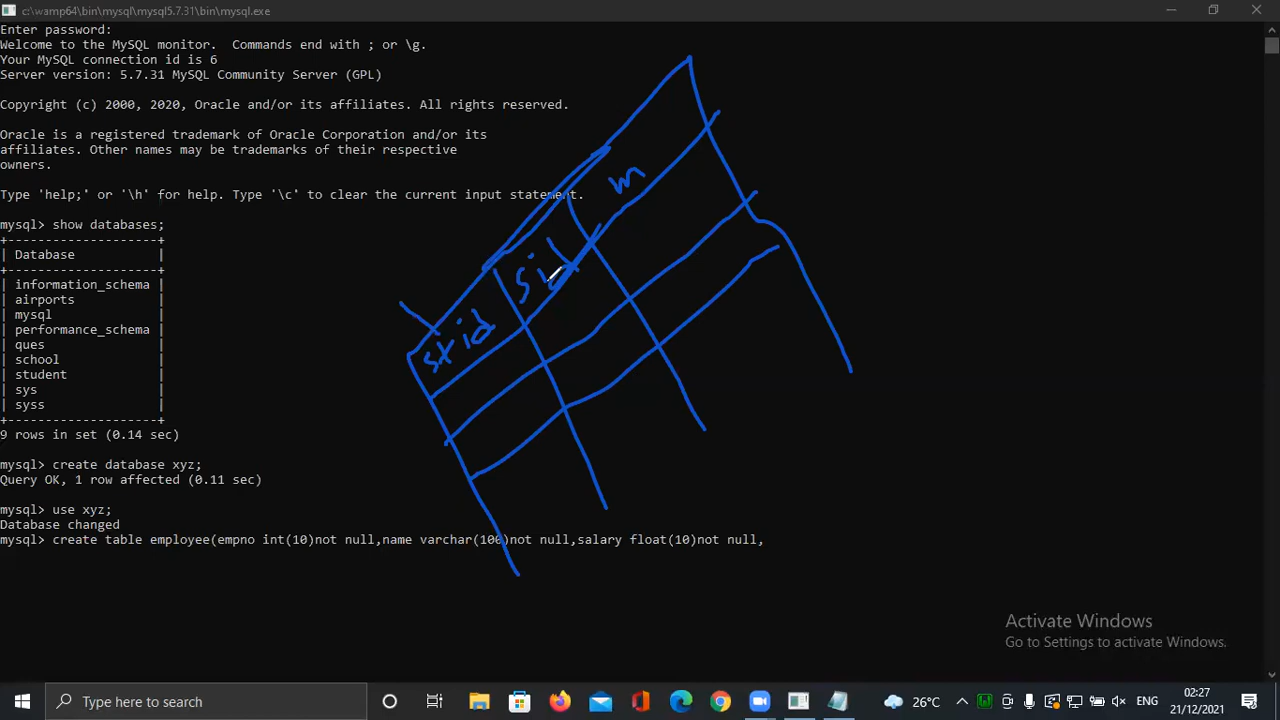 c:\wamp64\bin\mysql\mysql5.7.31\bin\mysql.exe
Enter password:
Welcome to the MySQL monitor.  Commands end with ; or \g.
Your MySQL connection id is 6
Server version: 5.7.31 MySQL Community Server (GPL)
Copyright (c) 2000, 2020, Oracle and/or its affiliates. All rights reserved.
Oracle is a registered trademark of Oracle Corporation and/or its
affiliates. Other names may be trademarks of their respective
owners.
Type 'help;' or '\h' for help. Type '\c' to clear the current input statement.
mysql> show databases;
+--------------------+
| Database           |
+--------------------+
| information_schema |
| airports           |
| mysql              |
| performance_schema |
| ques               |
| school             |
| student            |
| sys                |
| syss               |
+--------------------+
9 rows in set (0.14 sec)
mysql> create database xyz;
Query OK, 1 row affected (0.11 sec)
mysql> use xyz;
Database changed
mysql> create table employee(empno int(10)not null,name varchar(100)not null,salary float(10)not null,
stid sid m
Activate Windows
Go to Settings to activate Windows.
Type here to search
26°C
ENG
02:27
21/12/2021